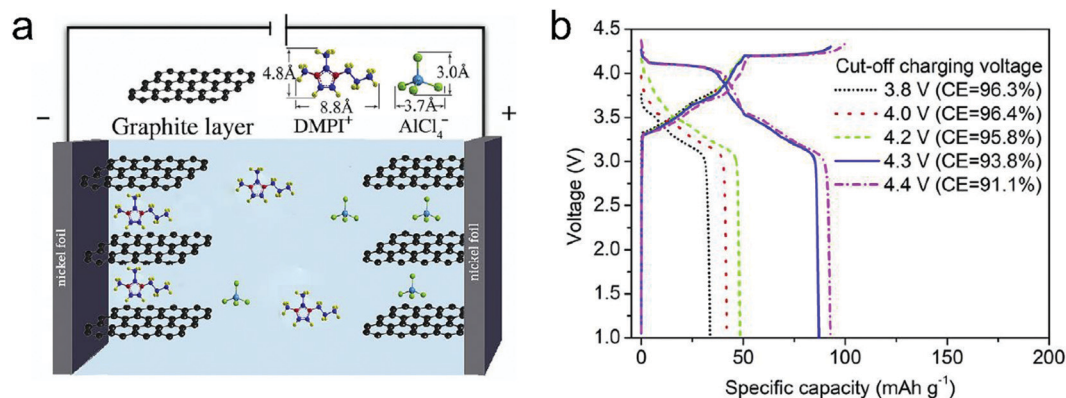 a
4.8Å
8.8Å
3.0Å
3.7Å
−
Graphite layer
DMPI⁺
AlCl₄⁻
+
nickel foil
nickel foil
b
Voltage (V)
4.5
4.0
3.5
3.0
2.5
2.0
1.5
1.0
Cut-off charging voltage
3.8 V (CE=96.3%)
4.0 V (CE=96.4%)
4.2 V (CE=95.8%)
4.3 V (CE=93.8%)
4.4 V (CE=91.1%)
0
50
100
150
200
Specific capacity (mAh g⁻¹)